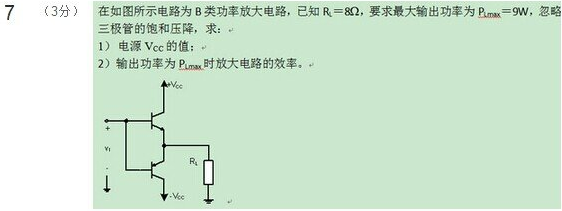 7 （3分） 在如图所示电路为 B 类功率放大电路，已知 RL=8Ω，要求最大输出功率为 PLmax=9W，忽略
三极管的饱和压降，求：
1）电源 VCC 的值；
2）输出功率为 PLmax 时放大电路的效率。
+Vcc
+
VI
-
RL
-Vcc